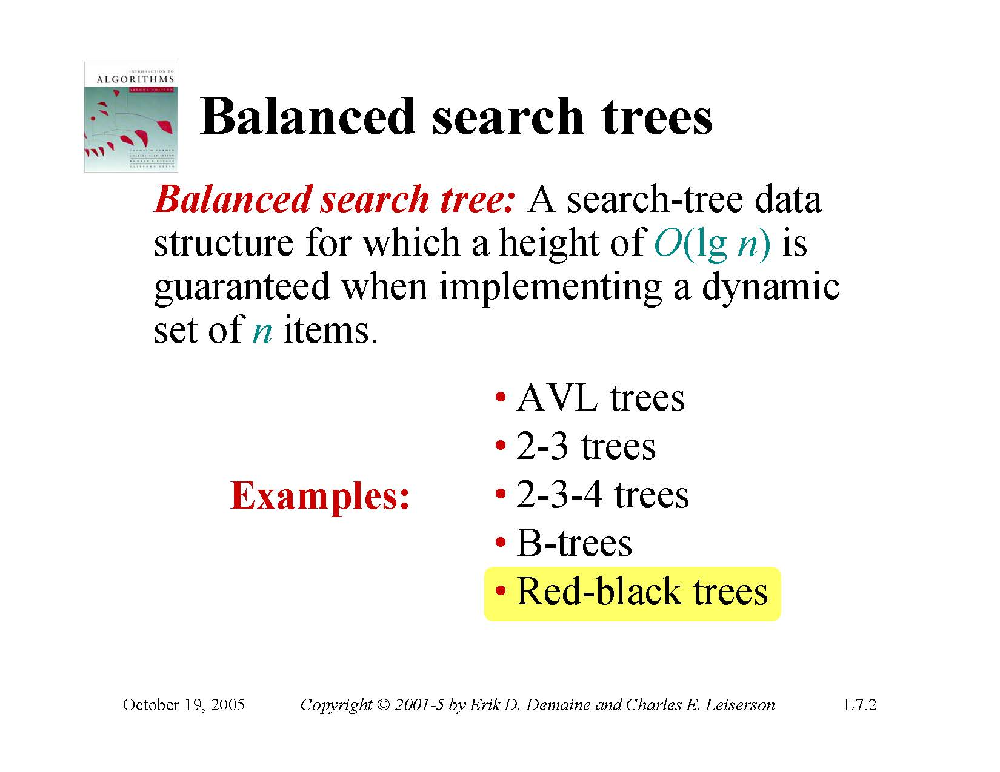 INTRODUCTION TO
ALGORITHMS
SECOND EDITION
THOMAS H. CORMEN
CHARLES E. LEISERSON
RONALD L. RIVEST
CLIFFORD STEIN
Balanced search trees
Balanced search tree: A search-tree data
structure for which a height of O(lg n) is
guaranteed when implementing a dynamic
set of n items.
Examples:
• AVL trees
• 2-3 trees
• 2-3-4 trees
• B-trees
• Red-black trees
October 19, 2005 Copyright © 2001-5 by Erik D. Demaine and Charles E. Leiserson L7.2